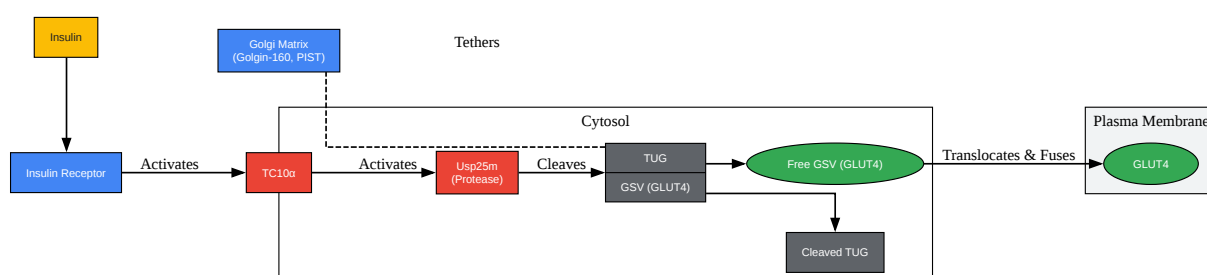 Insulin
Golgi Matrix
(Golgin-160, PIST)
Tethers
Cytosol
Plasma Membrane
Insulin Receptor
Activates
TC10α
Activates
Usp25m
(Protease)
Cleaves
TUG
GSV (GLUT4)
Free GSV (GLUT4)
Translocates & Fuses
GLUT4
Cleaved TUG